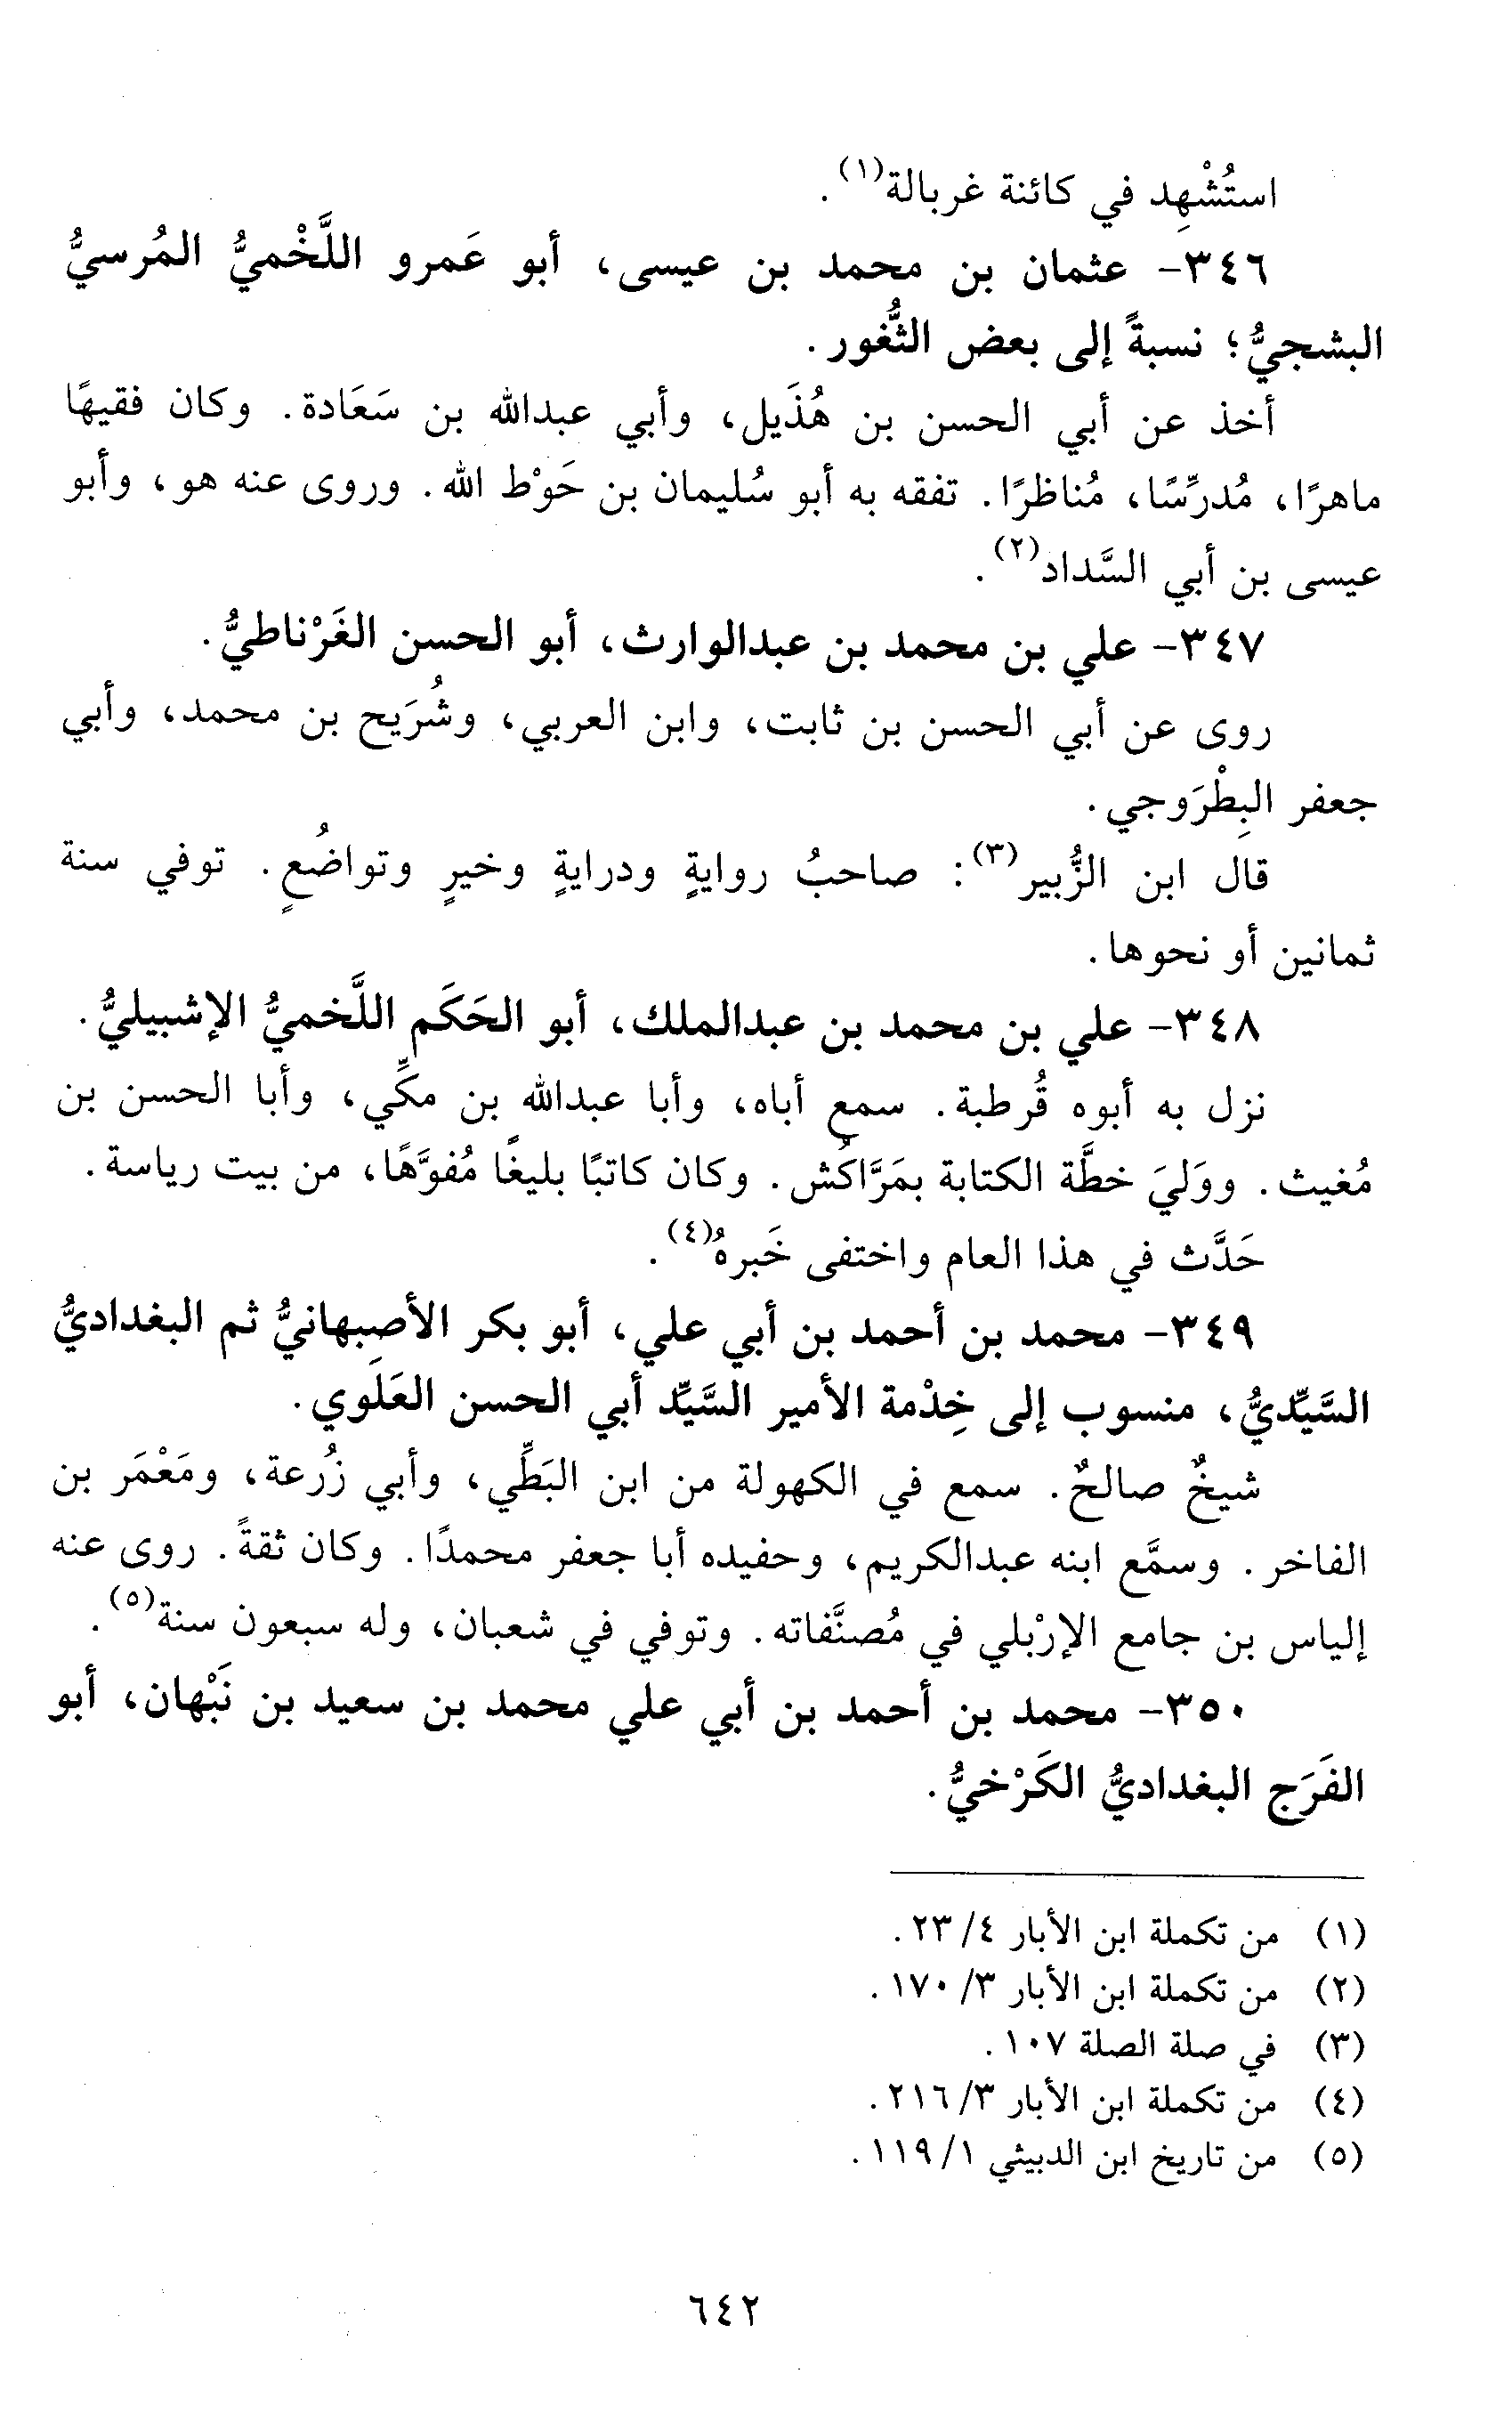 استُشْهِد في كائنة غربالة(١).
٣٤٦- عثمان بن محمد بن عيسى، أبو عَمرو اللَّخْميُّ المُرسيُّ
البشجيُّ؛ نسبةً إلى بعض الثُّغور.
أخذ عن أبي الحسن بن هُذَيل، وأبي عبدالله بن سَعَادة. وكان فقيهًا
ماهرًا، مُدرِّسًا، مُناظرًا. تفقه به أبو سُليمان بن حَوْط الله. وروى عنه هو، وأبو
عيسى بن أبي السَّداد(٢).
٣٤٧- علي بن محمد بن عبدالوارث، أبو الحسن الغَرْناطيُّ.
روى عن أبي الحسن بن ثابت، وابن العربي، وشُرَيح بن محمد، وأبي
جعفر البِطْرَوجي.
قال ابن الزُّبير(٣): صاحبُ روايةٍ ودرايةٍ وخيرٍ وتواضُعٍ. توفي سنة
ثمانين أو نحوها.
٣٤٨- علي بن محمد بن عبدالملك، أبو الحَكَم اللَّخميُّ الإشبيليُّ.
نزل به أبوه قُرطبة. سمع أباه، وأبا عبدالله بن مكِّي، وأبا الحسن بن
مُغيث. ووَليَ خطَّة الكتابة بمَرَّاكُش. وكان كاتبًا بليغًا مُفوَّهًا، من بيت رياسة.
حَدَّث في هذا العام واختفى خَبرهُ(٤).
٣٤٩- محمد بن أحمد بن أبي علي، أبو بكر الأصبهانيُّ ثم البغداديُّ
السَّيِّديُّ، منسوب إلى خِدْمة الأمير السَّيِّد أبي الحسن العَلَوي.
شيخٌ صالحٌ. سمع في الكهولة من ابن البَطِّي، وأبي زُرعة، ومَعْمَر بن
الفاخر. وسمَّع ابنه عبدالكريم، وحفيده أبا جعفر محمدًا. وكان ثقةً. روى عنه
إلياس بن جامع الإرْبلي في مُصنَّفاته. وتوفي في شعبان، وله سبعون سنة(٥).
٣٥٠- محمد بن أحمد بن أبي علي محمد بن سعيد بن نَبْهان، أبو
الفَرَج البغداديُّ الكَرْخيُّ.
(١) من تكملة ابن الأبار ٤/ ٢٣.
(٢) من تكملة ابن الأبار ٣/ ١٧٠.
(٣) في صلة الصلة ١٠٧.
(٤) من تكملة ابن الأبار ٣/ ٢١٦.
(٥) من تاريخ ابن الدبيثي ١/ ١١٩.
٦٤٢